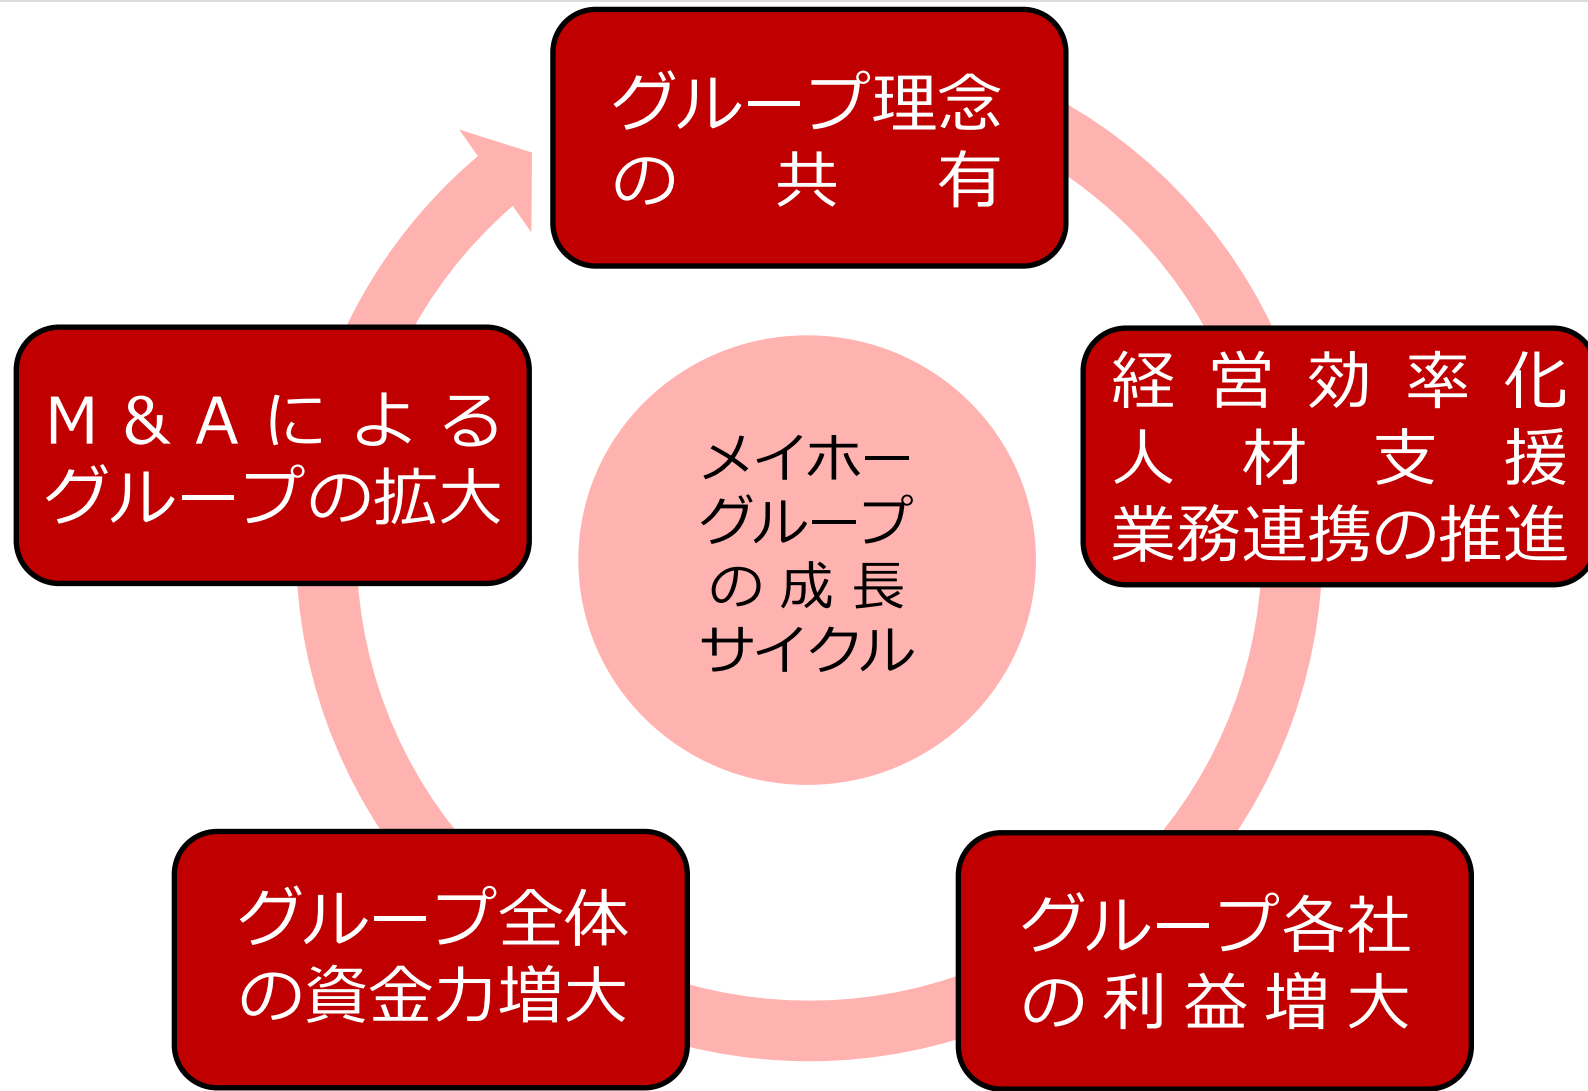 グループ理念
の共有
経営効率化
人材支援
業務連携の推進
グループ各社
の利益増大
グループ全体
の資金力増大
M&Aによる
グループの拡大
メイホー
グループ
の成長
サイクル